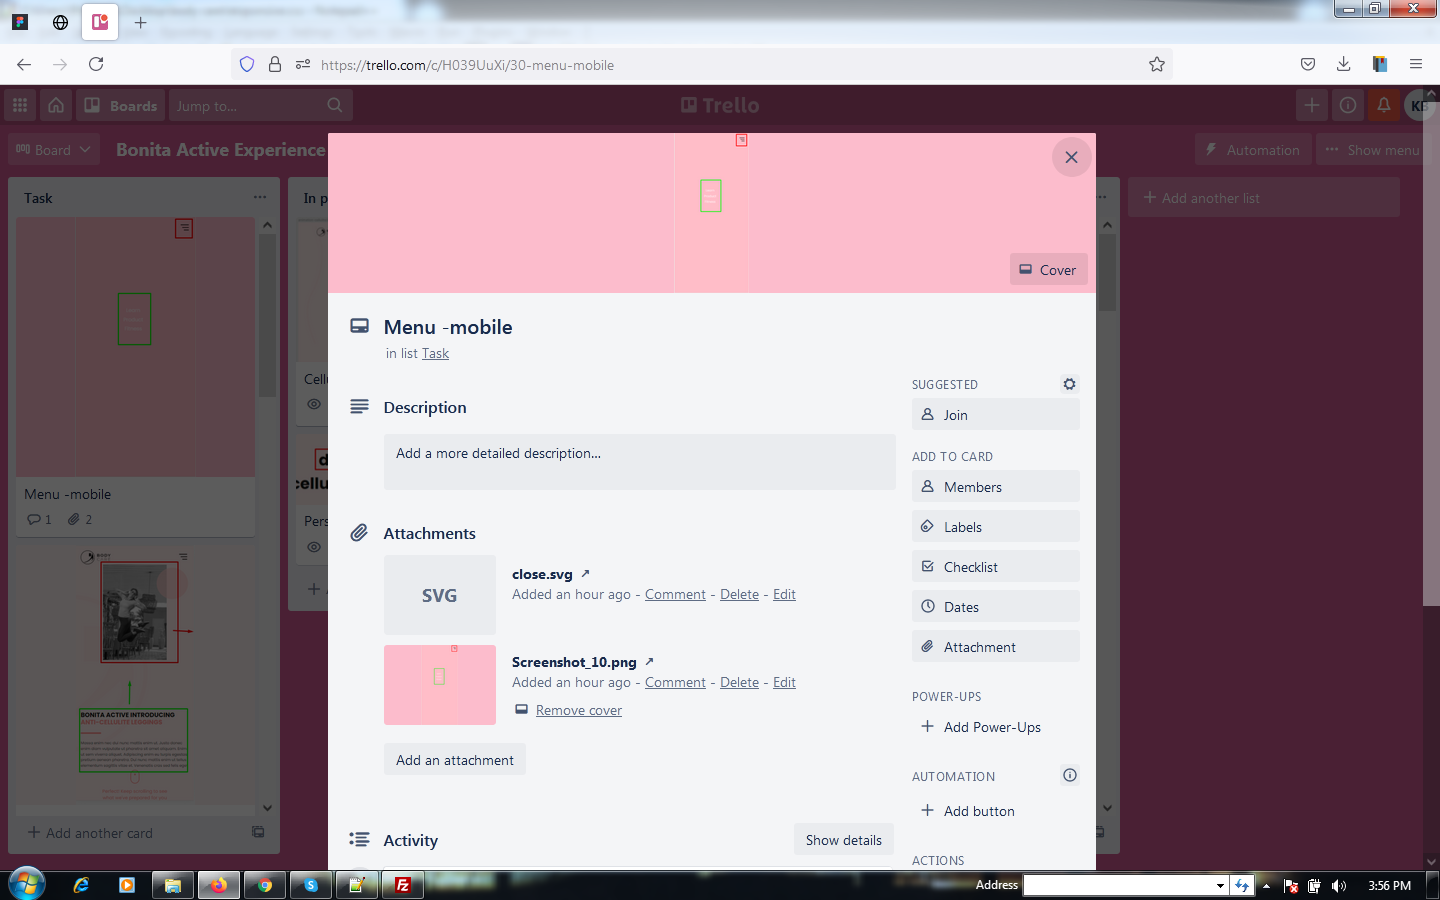 https://trello.com/c/H039UuXi/30-menu-mobile
Boards
Jump to...
Trello
Board
Bonita Active Experience
Automation
Show menu
Task
In p
Add another list
Cover
Menu -mobile
in list Task
SUGGESTED
Join
Description
Add a more detailed description...
ADD TO CARD
Members
Labels
Checklist
Dates
Attachment
Attachments
SVG
close.svg
Added an hour ago - Comment - Delete - Edit
Screenshot_10.png
Added an hour ago - Comment - Delete - Edit
Remove cover
Add an attachment
POWER-UPS
Add Power-Ups
AUTOMATION
Add button
Activity
Show details
ACTIONS
Menu -mobile
1
2
BONITA ACTIVE INTRODUCING
ANTI-CELLULITE LEGGINGS
Add another card
Cellu
d
cellul
Pers
Address
3:56 PM